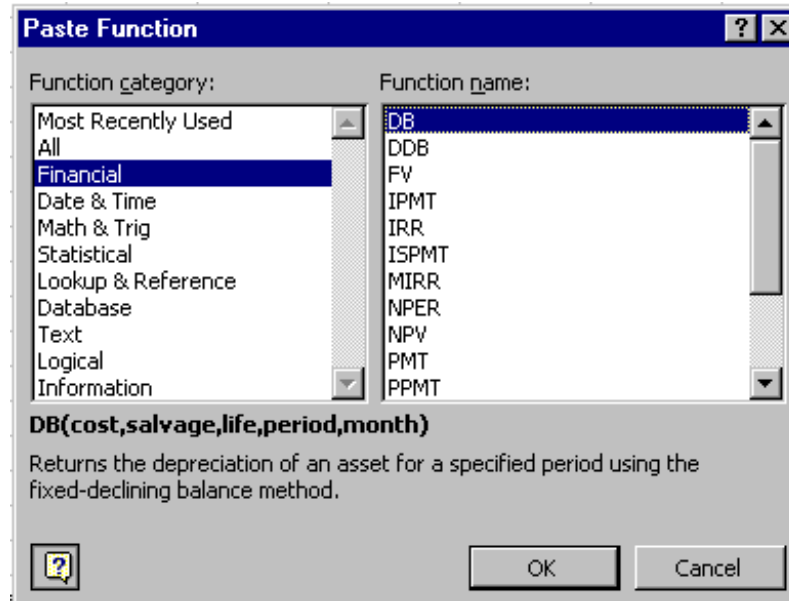 Paste Function
? X
Function category:
Function name:
Most Recently Used
All
Financial
Date & Time
Math & Trig
Statistical
Lookup & Reference
Database
Text
Logical
Information
DB
DDB
FV
IPMT
IRR
ISPMT
MIRR
NPER
NPV
PMT
PPMT
DB(cost,salvage,life,period,month)
Returns the depreciation of an asset for a specified period using the
fixed-declining balance method.
?
OK
Cancel